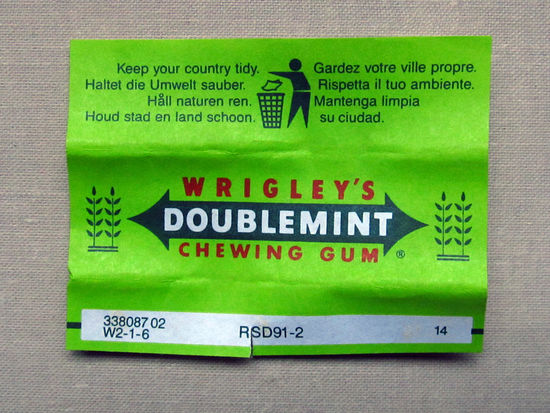 Keep your country tidy. Gardez votre ville propre.
Haltet die Umwelt sauber. Rispetta il tuo ambiente.
Håll naturen ren. Mantenga limpia
Houd stad en land schoon. su ciudad.
WRIGLEY'S
DOUBLEMINT
CHEWING GUM ®
33808702
W2-1-6 RSD91-2 14